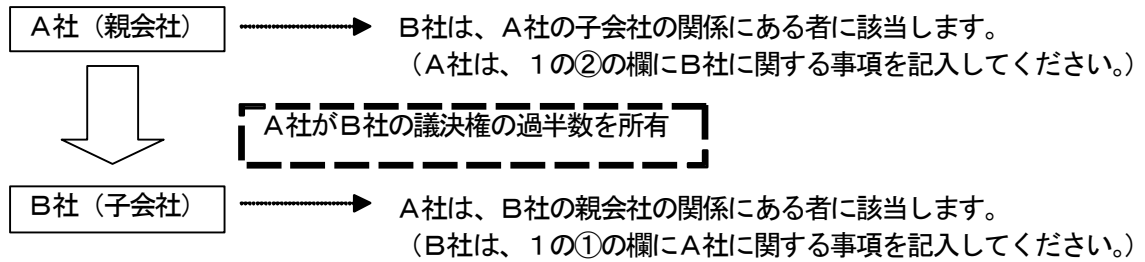 A社（親会社）
B社は、A社の子会社の関係にある者に該当します。
（A社は、１の②の欄にB社に関する事項を記入してください。）
A社がB社の議決権の過半数を所有
B社（子会社）
A社は、B社の親会社の関係にある者に該当します。
（B社は、１の①の欄にA社に関する事項を記入してください。）